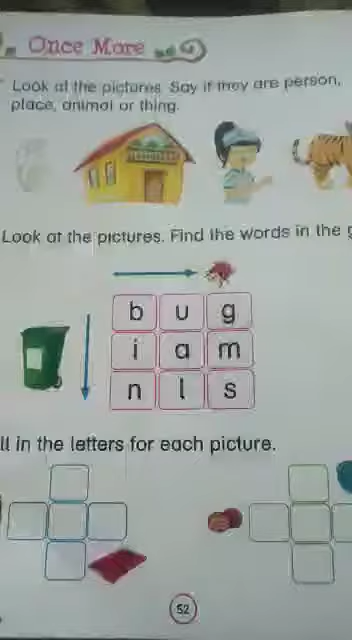 Once More
Look at the pictures. Say if they are person,
place, animal or thing.
Look at the pictures. Find the words in the
b u g
i a m
n l s
ll in the letters for each picture.
52